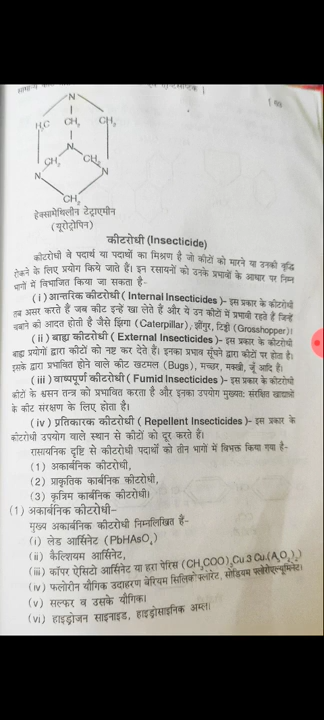 N
H₂C CH₂ CH₂
N
CH₂ CH₂
N N
CH₂
हेक्सामेथिलीन टेट्राएमीन
(यूरोट्रोपिन)
कीटरोधी (Insecticide)
कीटरोधी वे पदार्थ या पदार्थों का मिश्रण है जो कीटों को मारने या उनकी वृद्धि
रोकने के लिए प्रयोग किये जाते हैं। इन रसायनों को उनके प्रभावों के आधार पर निम्न
भागों में विभाजित किया जा सकता है-
(i) आन्तरिक कीटरोधी (Internal Insecticides)- इस प्रकार के कीटरोधी
तब असर करते हैं जब कीट इन्हें खा लेते हैं और ये उन कीटों में प्रभावी रहते हैं जिन्हें
चबाने की आदत होती है जैसे झिंगा (Caterpillar), झींगुर, टिड्डी (Grosshopper)।
(ii) बाह्य कीटरोधी (External Insecticides)- इस प्रकार के कीटरोधी
बाह्य प्रयोगों द्वारा कीटों को नष्ट कर देते हैं। इनका प्रभाव सूँघने द्वारा कीटों पर होता है।
इसके द्वारा प्रभावित होने वाले कीट खटमल (Bugs), मच्छर, मक्खी, जूँ आदि हैं।
(iii) वाष्पपूर्ण कीटरोधी (Fumid Insecticides)- इस प्रकार के कीटरोधी
कीटों के श्वसन तन्त्र को प्रभावित करता है और इनका उपयोग मुख्यतः संरक्षित खाद्यान्नों
के कीट संरक्षण के लिए होता है।
(iv) प्रतिकारक कीटरोधी (Repellent Insecticides)- इस प्रकार के
कीटरोधी उपयोग वाले स्थान से कीटों को दूर करते हैं।
रासायनिक दृष्टि से कीटरोधी पदार्थों को तीन भागों में विभक्त किया गया है-
(1) अकार्बनिक कीटरोधी,
(2) प्राकृतिक कार्बनिक कीटरोधी,
(3) कृत्रिम कार्बनिक कीटरोधी।
(1) अकार्बनिक कीटरोधी-
मुख्य अकार्बनिक कीटरोधी निम्नलिखित हैं-
(i) लेड आर्सिनेट (PbHAsO₄)
(ii) कैल्शियम आर्सिनेट,
(iii) कॉपर ऐसिटो आर्सिनेट या हरा पेरिस (CH₃COO)₂Cu 3 Cu.(A₃O₂)₂
(iv) फ्लोरीन यौगिक उदाहरण बेरियम सिलिकोफ्लोरेट, सोडियम फ्लोरोएल्यूमिनेट।
(v) सल्फर व उसके यौगिक।
(vi) हाइड्रोजन साइनाइड, हाइड्रोसाइनिक अम्ल।